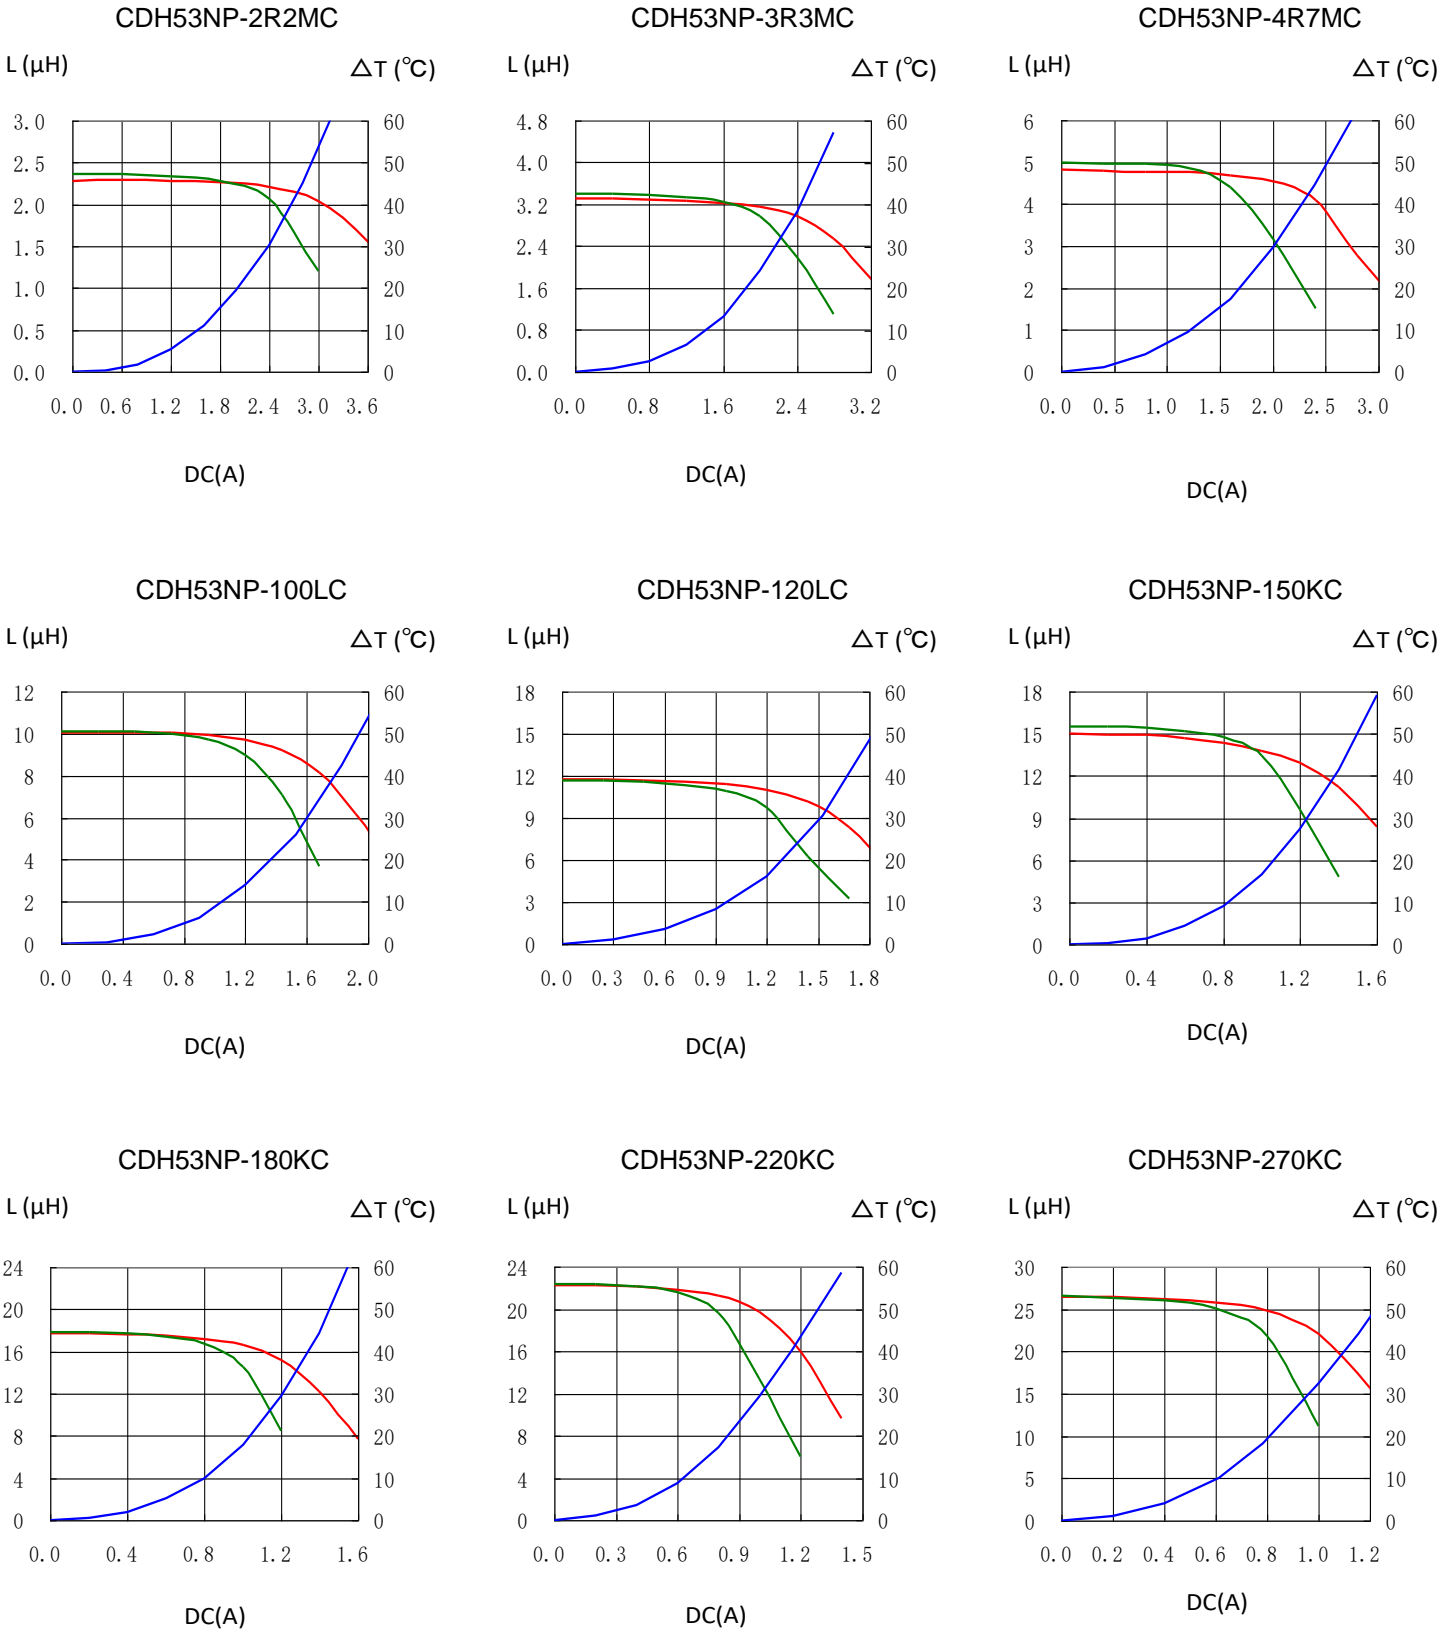 CDH53NP-2R2MC
L (μH) △T (℃)
3.0 60
2.5 50
2.0 40
1.5 30
1.0 20
0.5 10
0.0 0
0.0 0.6 1.2 1.8 2.4 3.0 3.6
DC(A)
CDH53NP-3R3MC
L (μH) △T (℃)
4.8 60
4.0 50
3.2 40
2.4 30
1.6 20
0.8 10
0.0 0
0.0 0.8 1.6 2.4 3.2
DC(A)
CDH53NP-4R7MC
L (μH) △T (℃)
6 60
5 50
4 40
3 30
2 20
1 10
0 0
0.0 0.5 1.0 1.5 2.0 2.5 3.0
DC(A)
CDH53NP-100LC
L (μH) △T (℃)
12 60
10 50
8 40
6 30
4 20
2 10
0 0
0.0 0.4 0.8 1.2 1.6 2.0
DC(A)
CDH53NP-120LC
L (μH) △T (℃)
18 60
15 50
12 40
9 30
6 20
3 10
0 0
0.0 0.3 0.6 0.9 1.2 1.5 1.8
DC(A)
CDH53NP-150KC
L (μH) △T (℃)
18 60
15 50
12 40
9 30
6 20
3 10
0 0
0.0 0.4 0.8 1.2 1.6
DC(A)
CDH53NP-180KC
L (μH) △T (℃)
24 60
20 50
16 40
12 30
8 20
4 10
0 0
0.0 0.4 0.8 1.2 1.6
DC(A)
CDH53NP-220KC
L (μH) △T (℃)
24 60
20 50
16 40
12 30
8 20
4 10
0 0
0.0 0.3 0.6 0.9 1.2 1.5
DC(A)
CDH53NP-270KC
L (μH) △T (℃)
30 60
25 50
20 40
15 30
10 20
5 10
0 0
0.0 0.2 0.4 0.6 0.8 1.0 1.2
DC(A)